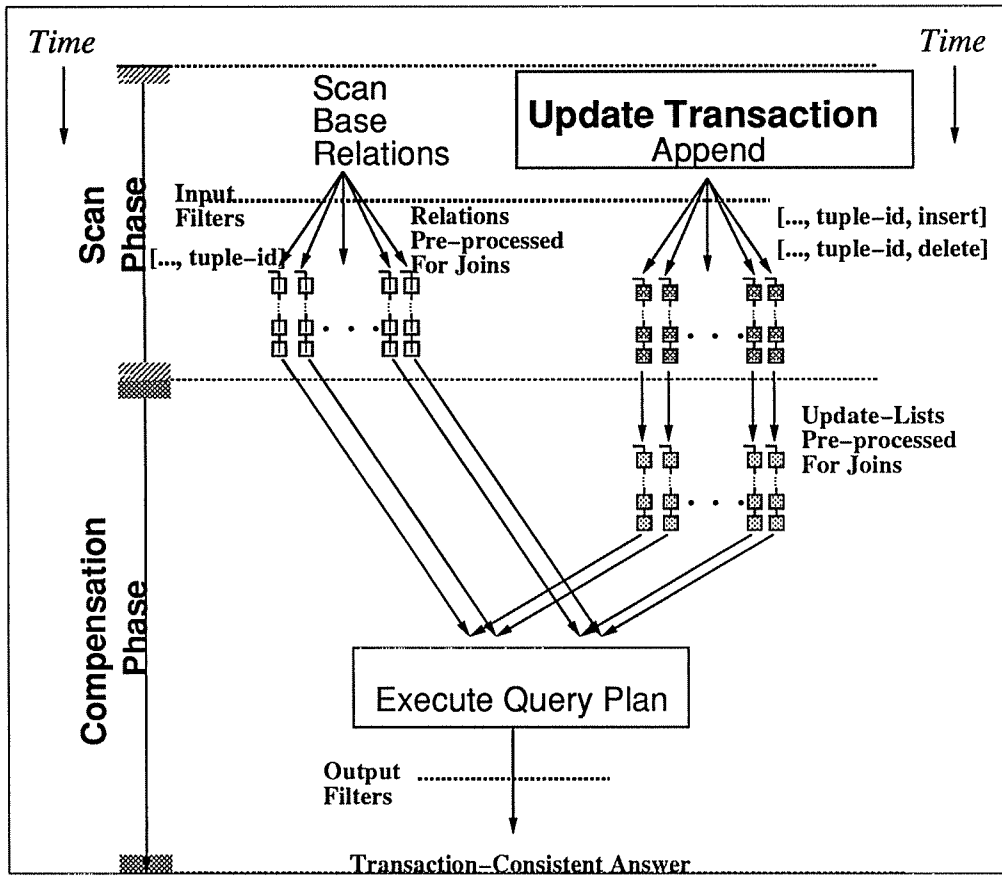 Time
Time
Scan
Base
Relations
Update Transaction
Append
Scan
Phase
Input
Filters
[..., tuple-id]
Relations
Pre-processed
For Joins
[..., tuple-id, insert]
[..., tuple-id, delete]
Update-Lists
Pre-processed
For Joins
Compensation
Phase
Execute Query Plan
Output
Filters
Transaction-Consistent Answer